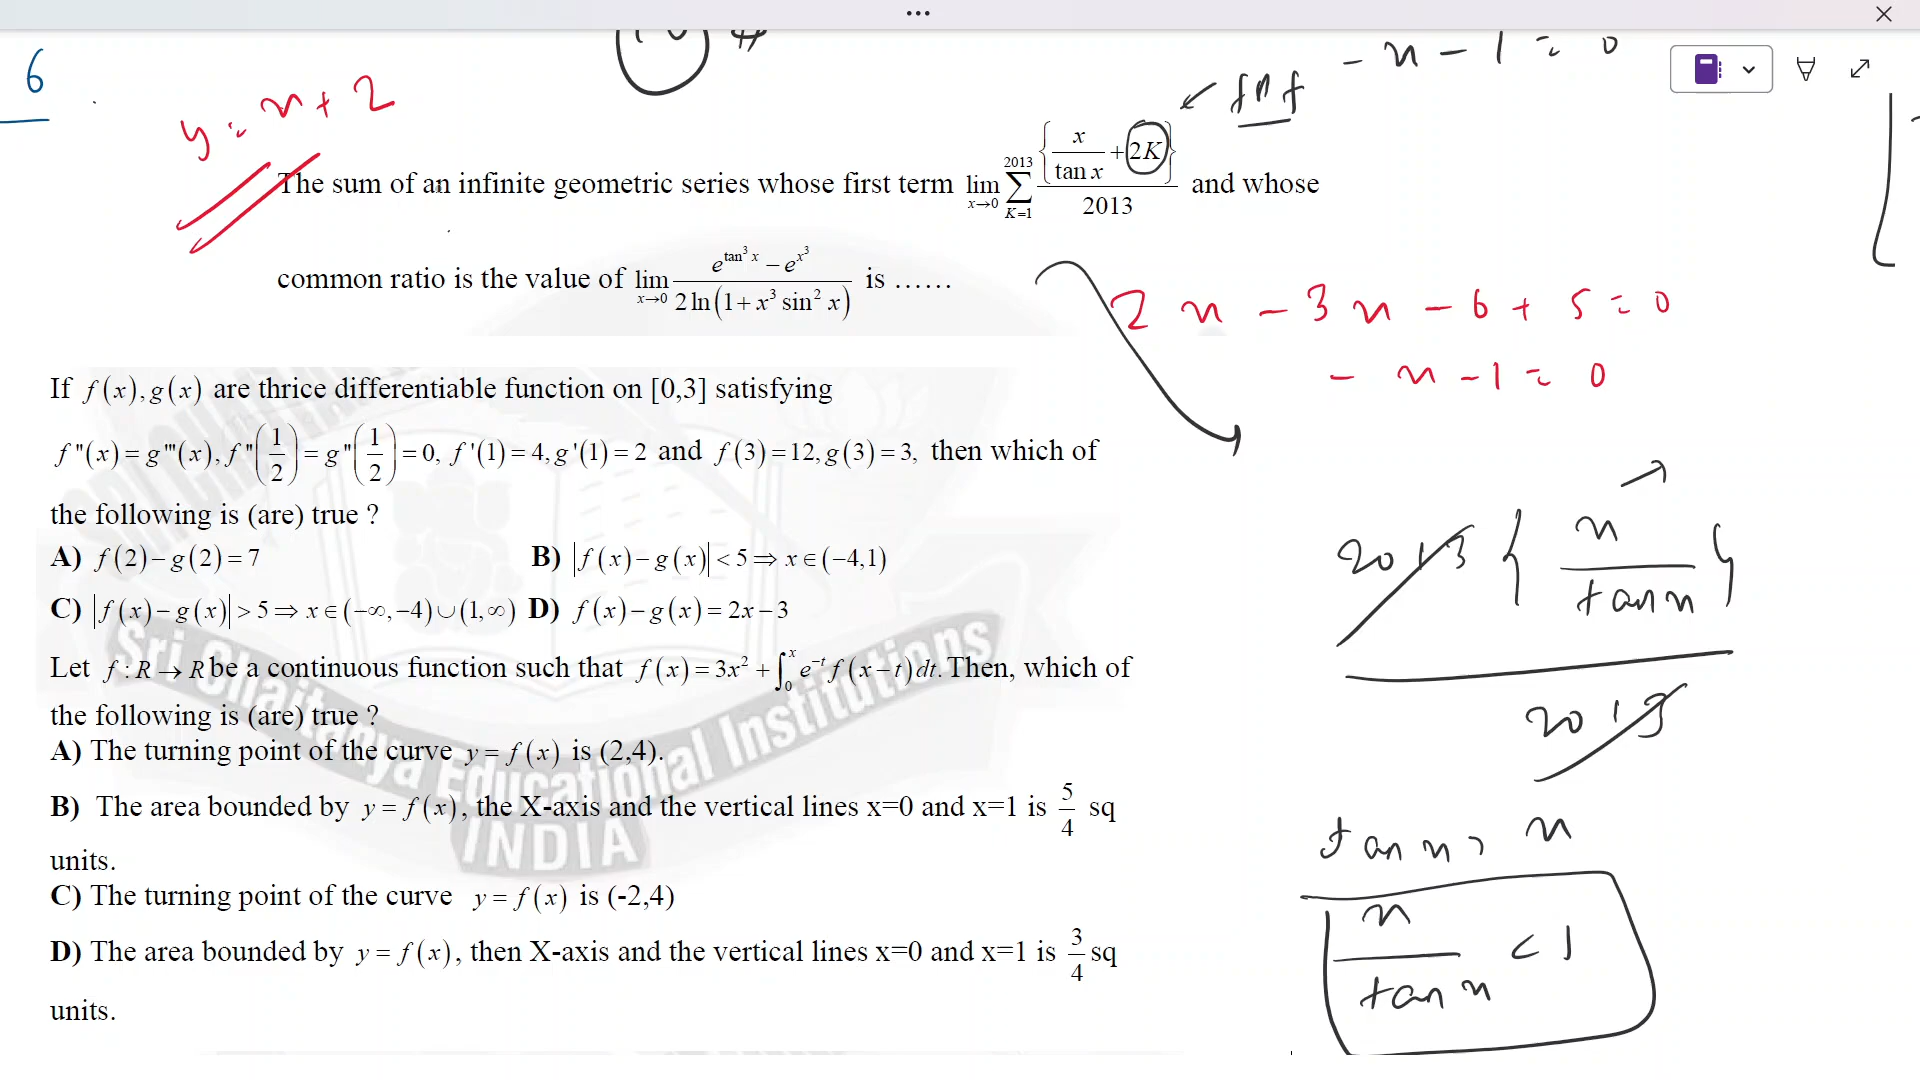 6
y = x + 2
fnf
- x - 1 = 0
The sum of an infinite geometric series whose first term lim_{x→0} Σ_{K=1}^{2013} {x/tan x + 2K}/2013 and whose
common ratio is the value of lim_{x→0} (e^{tan³ x} − e^{x³})/(2 ln(1 + x³ sin² x)) is ……
2x - 3x - 6 + 5 = 0
- x - 1 = 0
If f(x), g(x) are thrice differentiable function on [0,3] satisfying
f''(x) = g'''(x), f''(1/2) = g''(1/2) = 0, f'(1) = 4, g'(1) = 2 and f(3) = 12, g(3) = 3, then which of
the following is (are) true ?
A) f(2) − g(2) = 7 B) |f(x) − g(x)| < 5 ⇒ x ∈ (−4,1)
C) |f(x) − g(x)| > 5 ⇒ x ∈ (−∞,−4) ∪ (1,∞) D) f(x) − g(x) = 2x − 3
2013 {x/tan x}
2013
Let f : R → R be a continuous function such that f(x) = 3x² + ∫₀ˣ e^{−t} f(x − t) dt. Then, which of
the following is (are) true ?
A) The turning point of the curve y = f(x) is (2,4).
B) The area bounded by y = f(x), the X-axis and the vertical lines x=0 and x=1 is 5/4 sq
units.
C) The turning point of the curve y = f(x) is (-2,4)
D) The area bounded by y = f(x), then X-axis and the vertical lines x=0 and x=1 is 3/4 sq
units.
tan x > x
x/tan x < 1
Sri Chaitanya Educational Institutions
INDIA